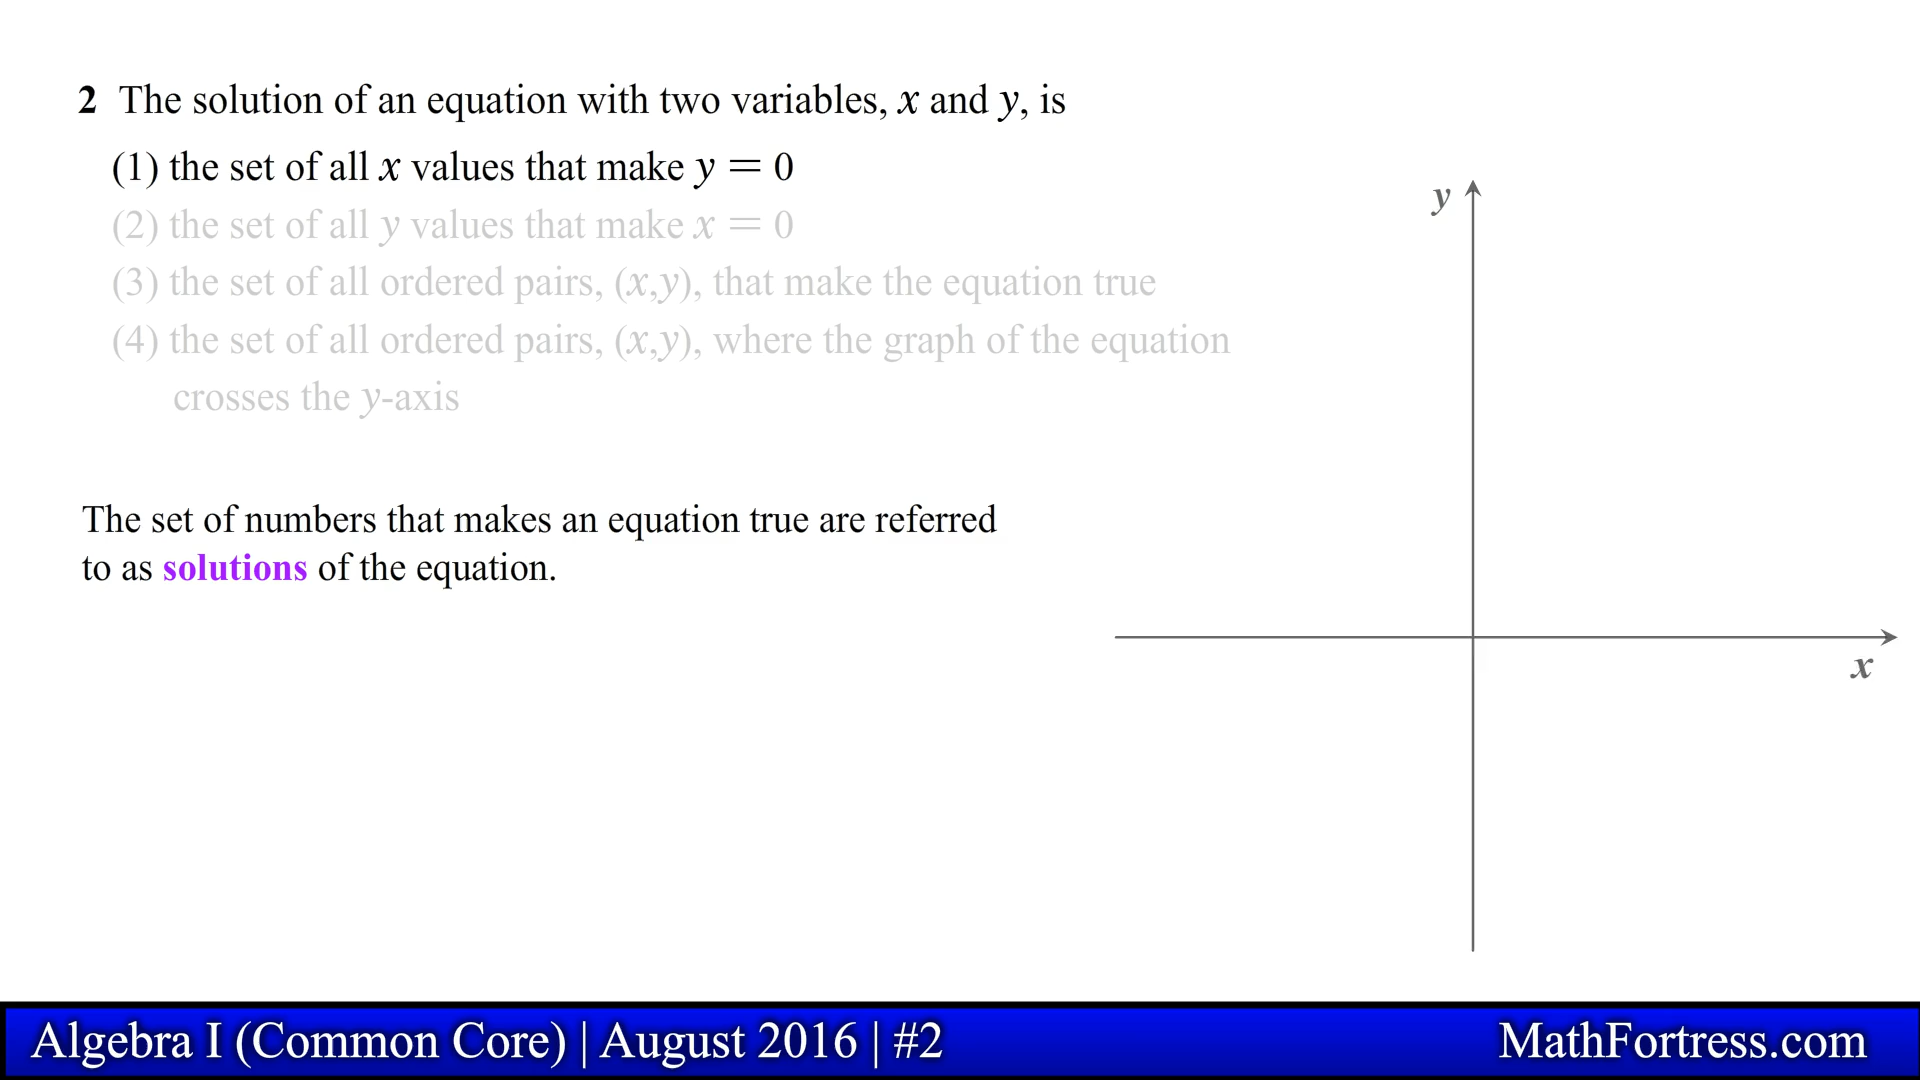 2 The solution of an equation with two variables, x and y, is
(1) the set of all x values that make y = 0
(2) the set of all y values that make x = 0
(3) the set of all ordered pairs, (x,y), that make the equation true
(4) the set of all ordered pairs, (x,y), where the graph of the equation
crosses the y-axis
The set of numbers that makes an equation true are referred
to as solutions of the equation.
y
x
Algebra I (Common Core) | August 2016 | #2
MathFortress.com